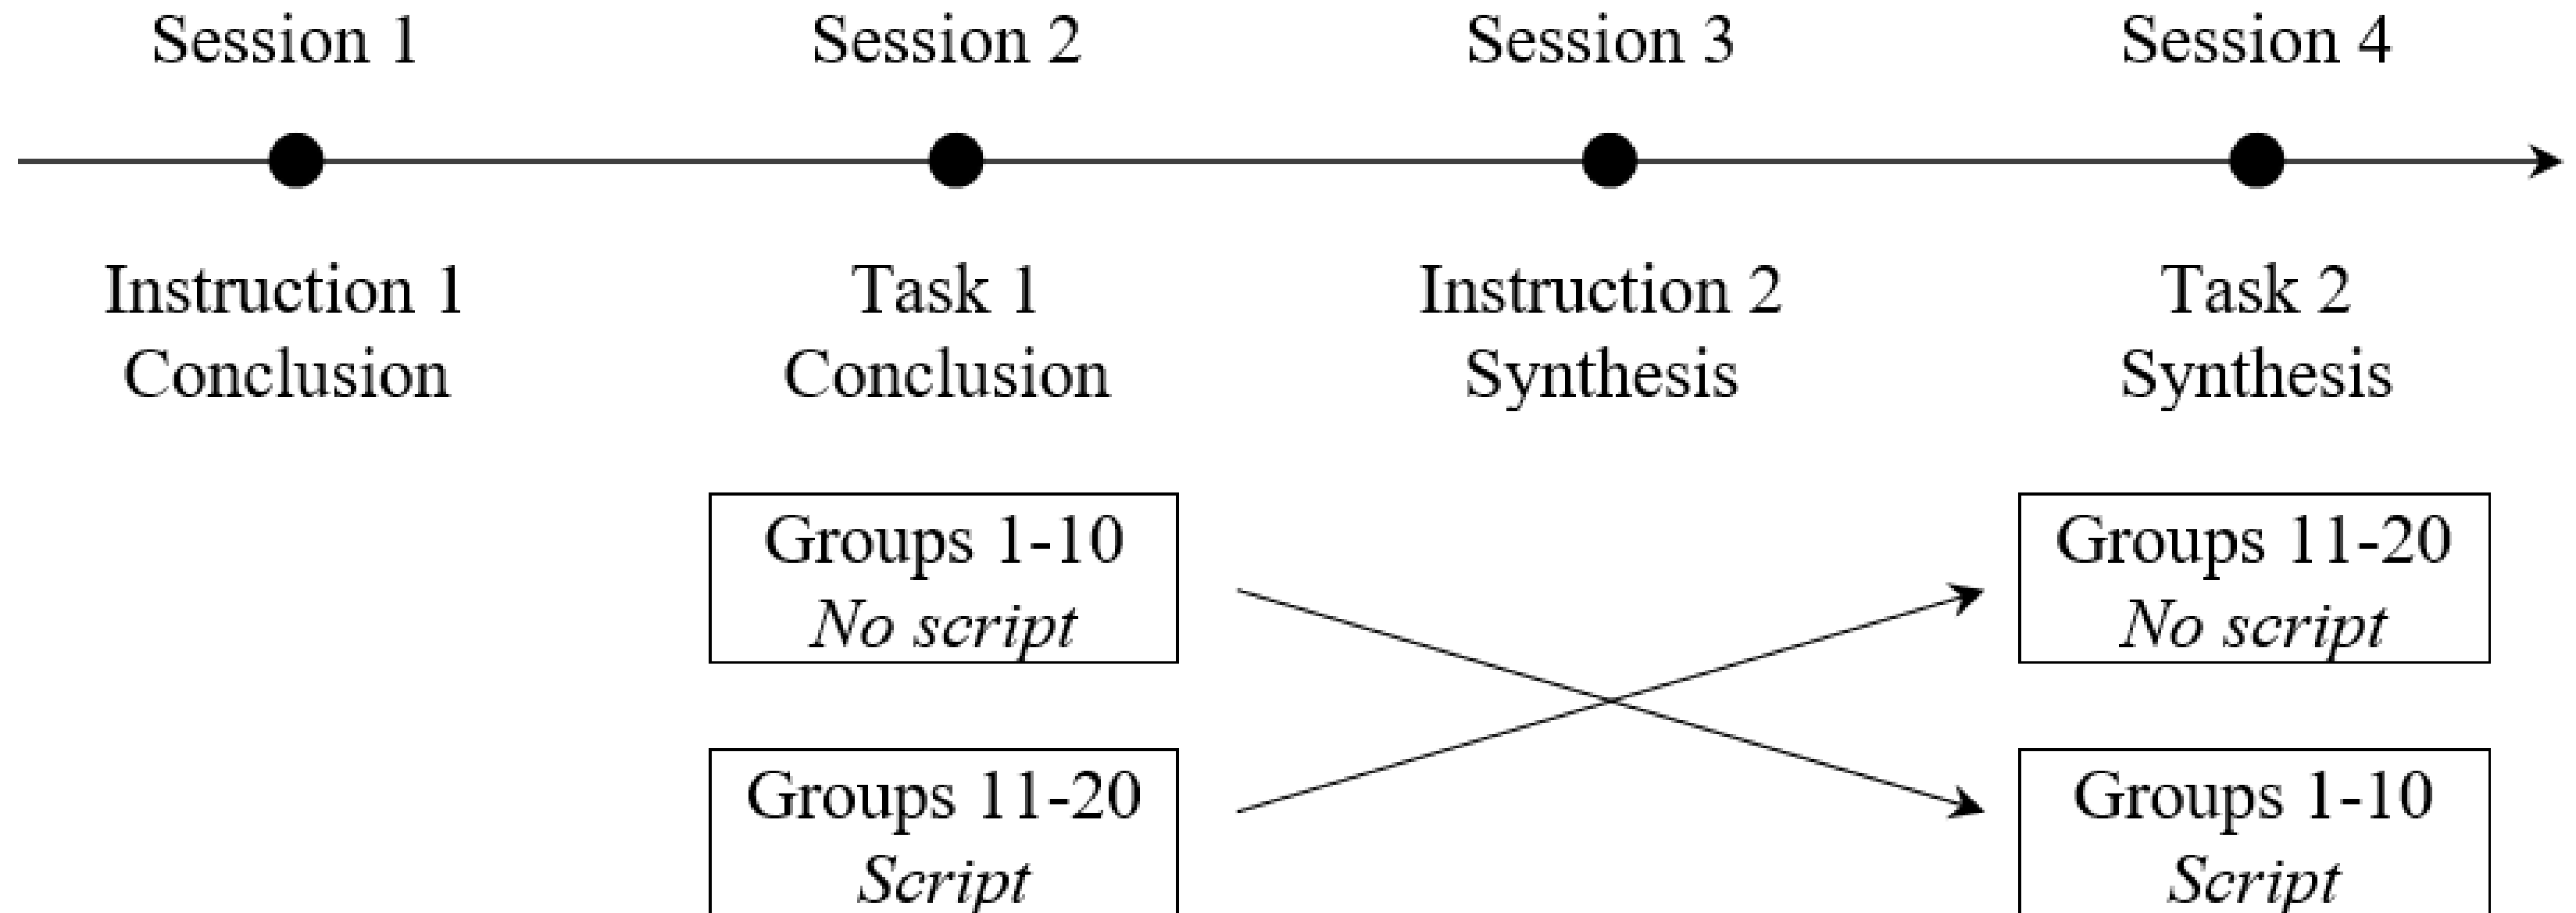 Session 1
Session 2
Session 3
Session 4
Instruction 1
Conclusion
Task 1
Conclusion
Instruction 2
Synthesis
Task 2
Synthesis
Groups 1-10
No script
Groups 11-20
No script
Groups 11-20
Script
Groups 1-10
Script